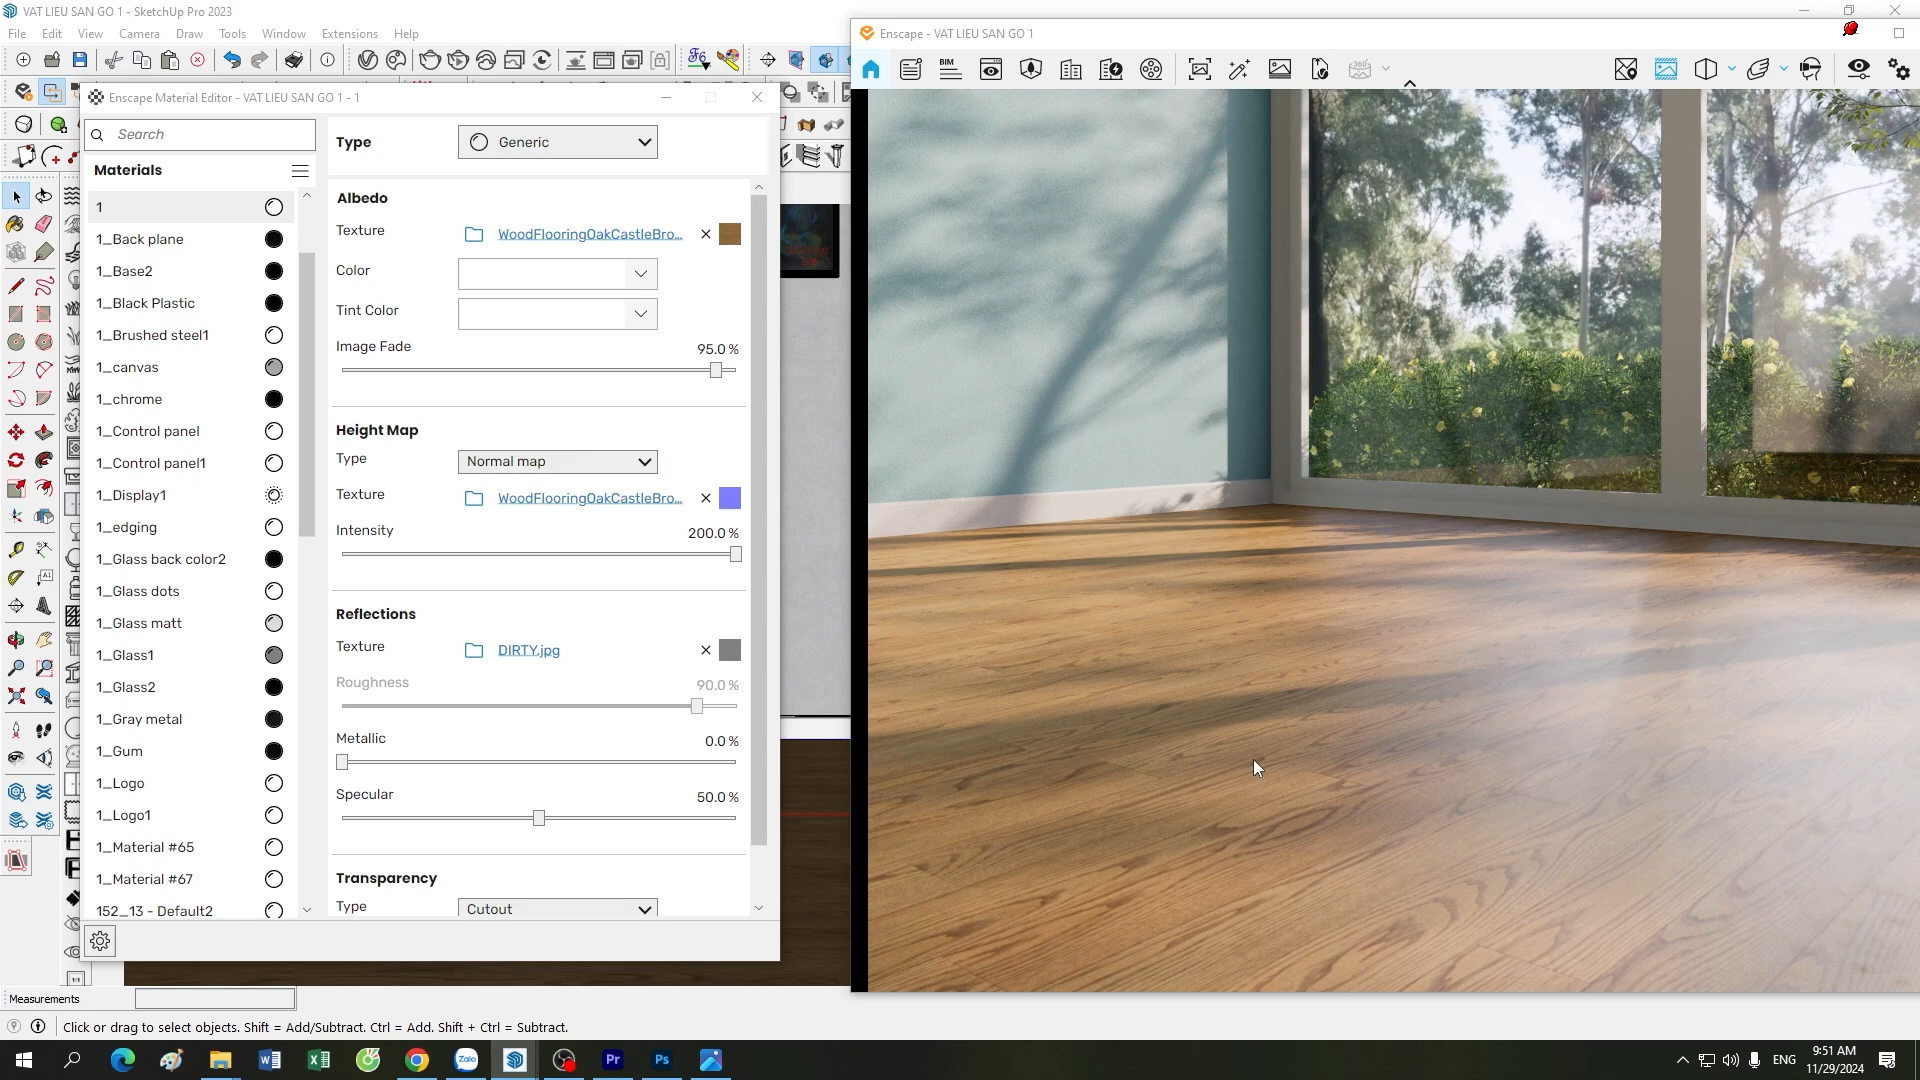 VAT LIEU SAN GO 1 - SketchUp Pro 2023
File Edit View Camera Draw Tools Window Extensions Help
Enscape - VAT LIEU SAN GO 1
BIM
360°
Enscape Material Editor - VAT LIEU SAN GO 1 - 1
Search
Materials
1
1_Back plane
1_Base2
1_Black Plastic
1_Brushed steel1
1_canvas
1_chrome
1_Control panel
1_Control panel1
1_Display1
1_edging
1_Glass back color2
1_Glass dots
1_Glass matt
1_Glass1
1_Glass2
1_Gray metal
1_Gum
1_Logo
1_Logo1
1_Material #65
1_Material #67
152_13 - Default2
Type Generic
Albedo
Texture WoodFlooringOakCastleBro...
Color
Tint Color
Image Fade 95.0 %
Height Map
Type Normal map
Texture WoodFlooringOakCastleBro...
Intensity 200.0 %
Reflections
Texture DIRTY.jpg
Roughness 90.0 %
Metallic 0.0 %
Specular 50.0 %
Transparency
Type Cutout
Measurements
Click or drag to select objects. Shift = Add/Subtract. Ctrl = Add. Shift + Ctrl = Subtract.
Zalo
Pr
Ps
ENG
9:51 AM
11/29/2024